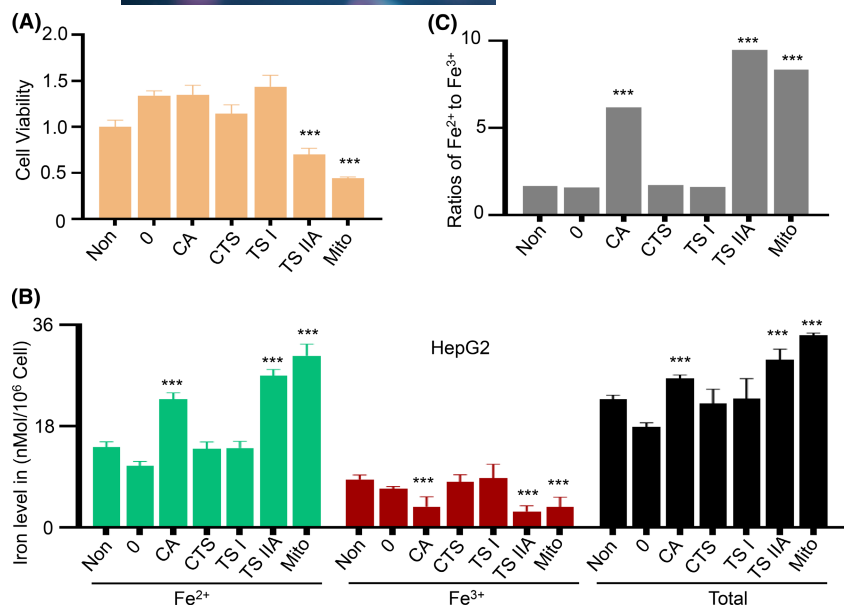 (A)
Cell Viability
2.0
1.5
1.0
0.5
0
***
***
Non
0
CA
CTS
TS I
TS IIA
Mito
(C)
Ratios of Fe²⁺ to Fe³⁺
10
5
0
***
***
***
Non
0
CA
CTS
TS I
TS IIA
Mito
(B)
Iron level in (nMol/10⁶ Cell)
36
18
0
HepG2
***
***
***
***
***
***
***
***
***
Non
0
CA
CTS
TS I
TS IIA
Mito
Non
0
CA
CTS
TS I
TS IIA
Mito
Non
0
CA
CTS
TS I
TS IIA
Mito
Fe²⁺
Fe³⁺
Total